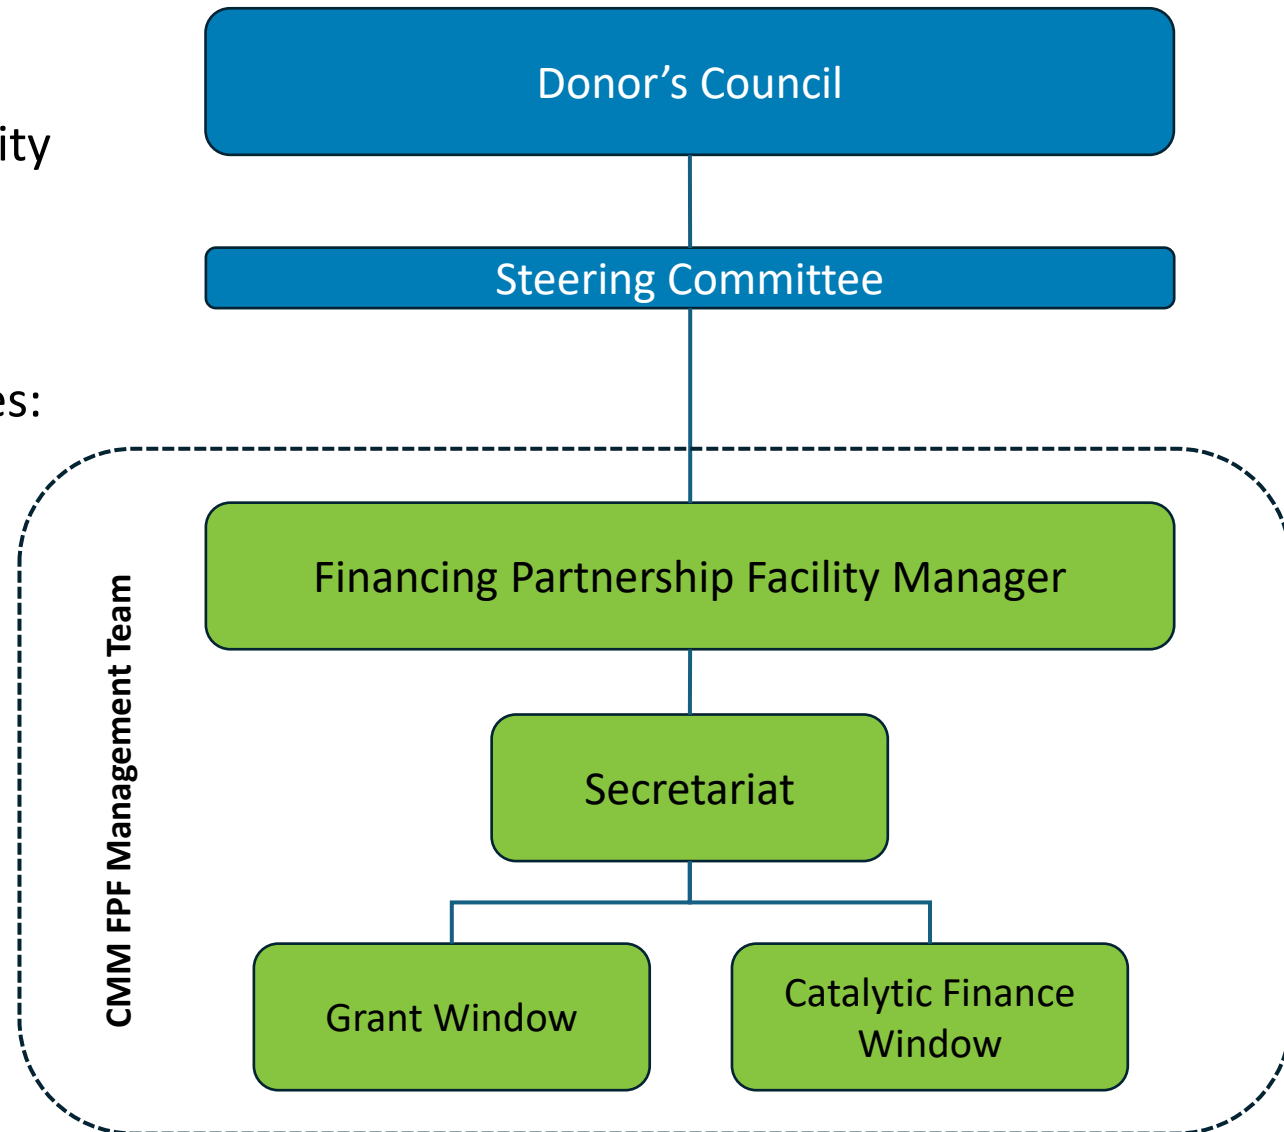 Donor’s Council
ity
Steering Committee
es:
Financing Partnership Facility Manager
CMM FPF Management Team
Secretariat
Grant Window
Catalytic Finance
Window